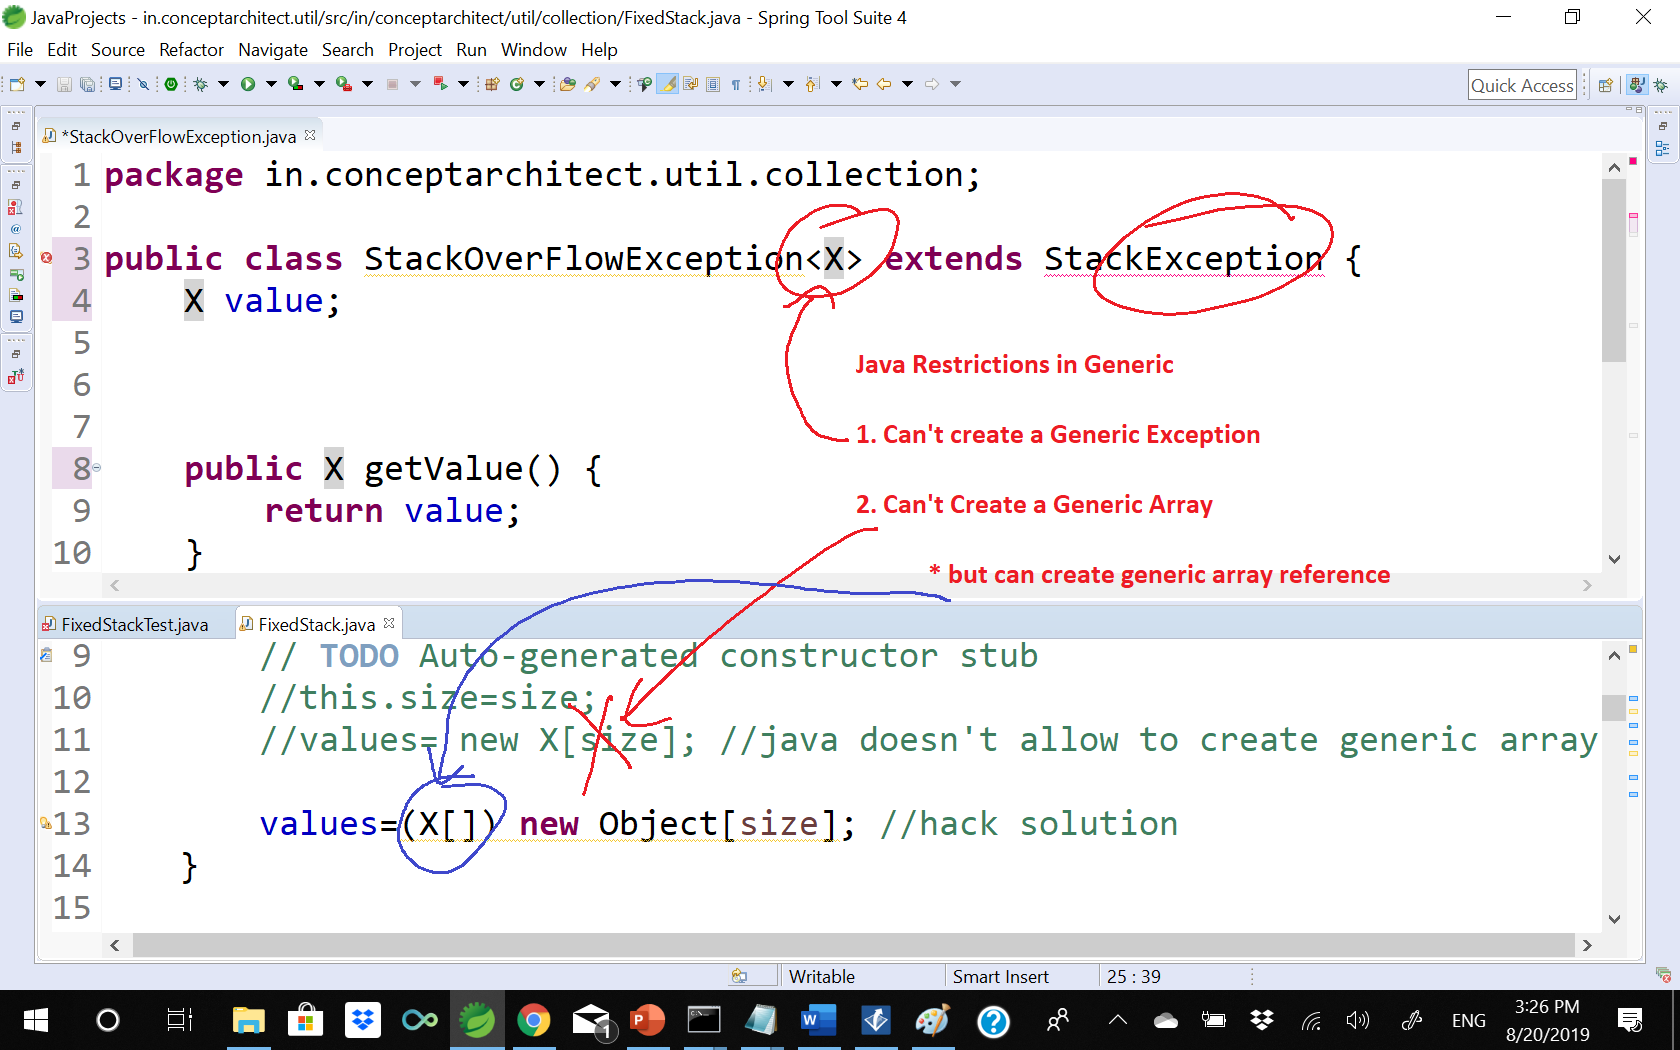 JavaProjects - in.conceptarchitect.util/src/in/conceptarchitect/util/collection/FixedStack.java - Spring Tool Suite 4
File Edit Source Refactor Navigate Search Project Run Window Help
Quick Access
*StackOverFlowException.java
1 package in.conceptarchitect.util.collection;
2
3 public class StackOverFlowException<X> extends StackException {
4 X value;
5
Java Restrictions in Generic
6
7
1. Can't create a Generic Exception
8 public X getValue() {
9 return value;
2. Can't Create a Generic Array
10 }
* but can create generic array reference
FixedStackTest.java FixedStack.java
9 // TODO Auto-generated constructor stub
10 //this.size=size;
11 //values= new X[size]; //java doesn't allow to create generic array
12
13 values=(X[]) new Object[size]; //hack solution
14 }
15
Writable Smart Insert 25 : 39
1
ENG
3:26 PM
8/20/2019